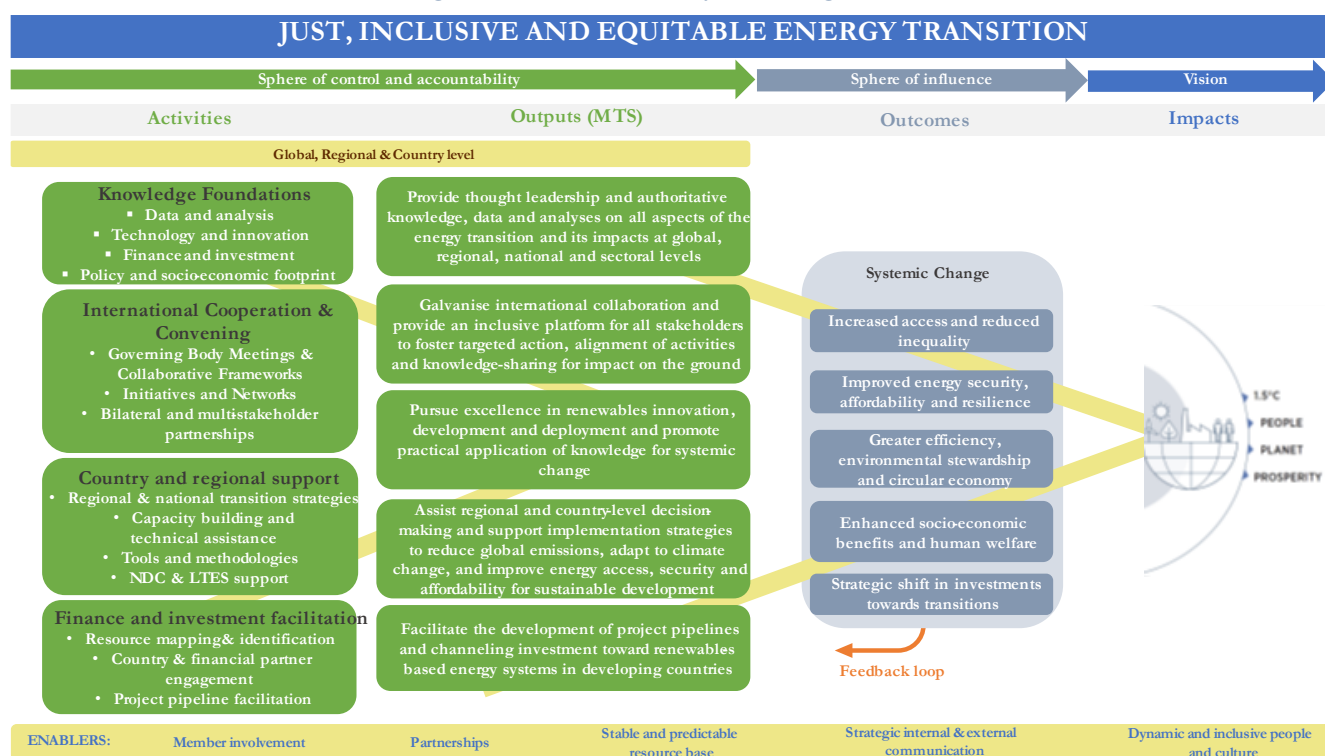 JUST, INCLUSIVE AND EQUITABLE ENERGY TRANSITION
Sphere of control and accountability
Sphere of influence
Vision
Activities
Outputs (MTS)
Outcomes
Impacts
Global, Regional & Country level
Knowledge Foundations
▪ Data and analysis
▪ Technology and innovation
▪ Finance and investment
▪ Policy and socio-economic footprint
International Cooperation &
Convening
• Governing Body Meetings &
Collaborative Frameworks
• Initiatives and Networks
• Bilateral and multi-stakeholder
partnerships
Country and regional support
• Regional & national transition strategies
• Capacity building and
technical assistance
• Tools and methodologies
• NDC & LTES support
Finance and investment facilitation
• Resource mapping & identification
• Country & financial partner
engagement
• Project pipeline facilitation
Provide thought leadership and authoritative
knowledge, data and analyses on all aspects of the
energy transition and its impacts at global,
regional, national and sectoral levels
Galvanise international collaboration and
provide an inclusive platform for all stakeholders
to foster targeted action, alignment of activities
and knowledge-sharing for impact on the ground
Pursue excellence in renewables innovation,
development and deployment and promote
practical application of knowledge for systemic
change
Assist regional and country-level decision-
making and support implementation strategies
to reduce global emissions, adapt to climate
change, and improve energy access, security and
affordability for sustainable development
Facilitate the development of project pipelines
and channeling investment toward renewables-
based energy systems in developing countries
Systemic Change
Increased access and reduced
inequality
Improved energy security,
affordability and resilience
Greater efficiency,
environmental stewardship
and circular economy
Enhanced socio-economic
benefits and human welfare
Strategic shift in investments
towards transitions
Feedback loop
1.5°C
PEOPLE
PLANET
PROSPERITY
ENABLERS:
Member involvement
Partnerships
Stable and predictable
resource base
Strategic internal & external
communication
Dynamic and inclusive people
and culture